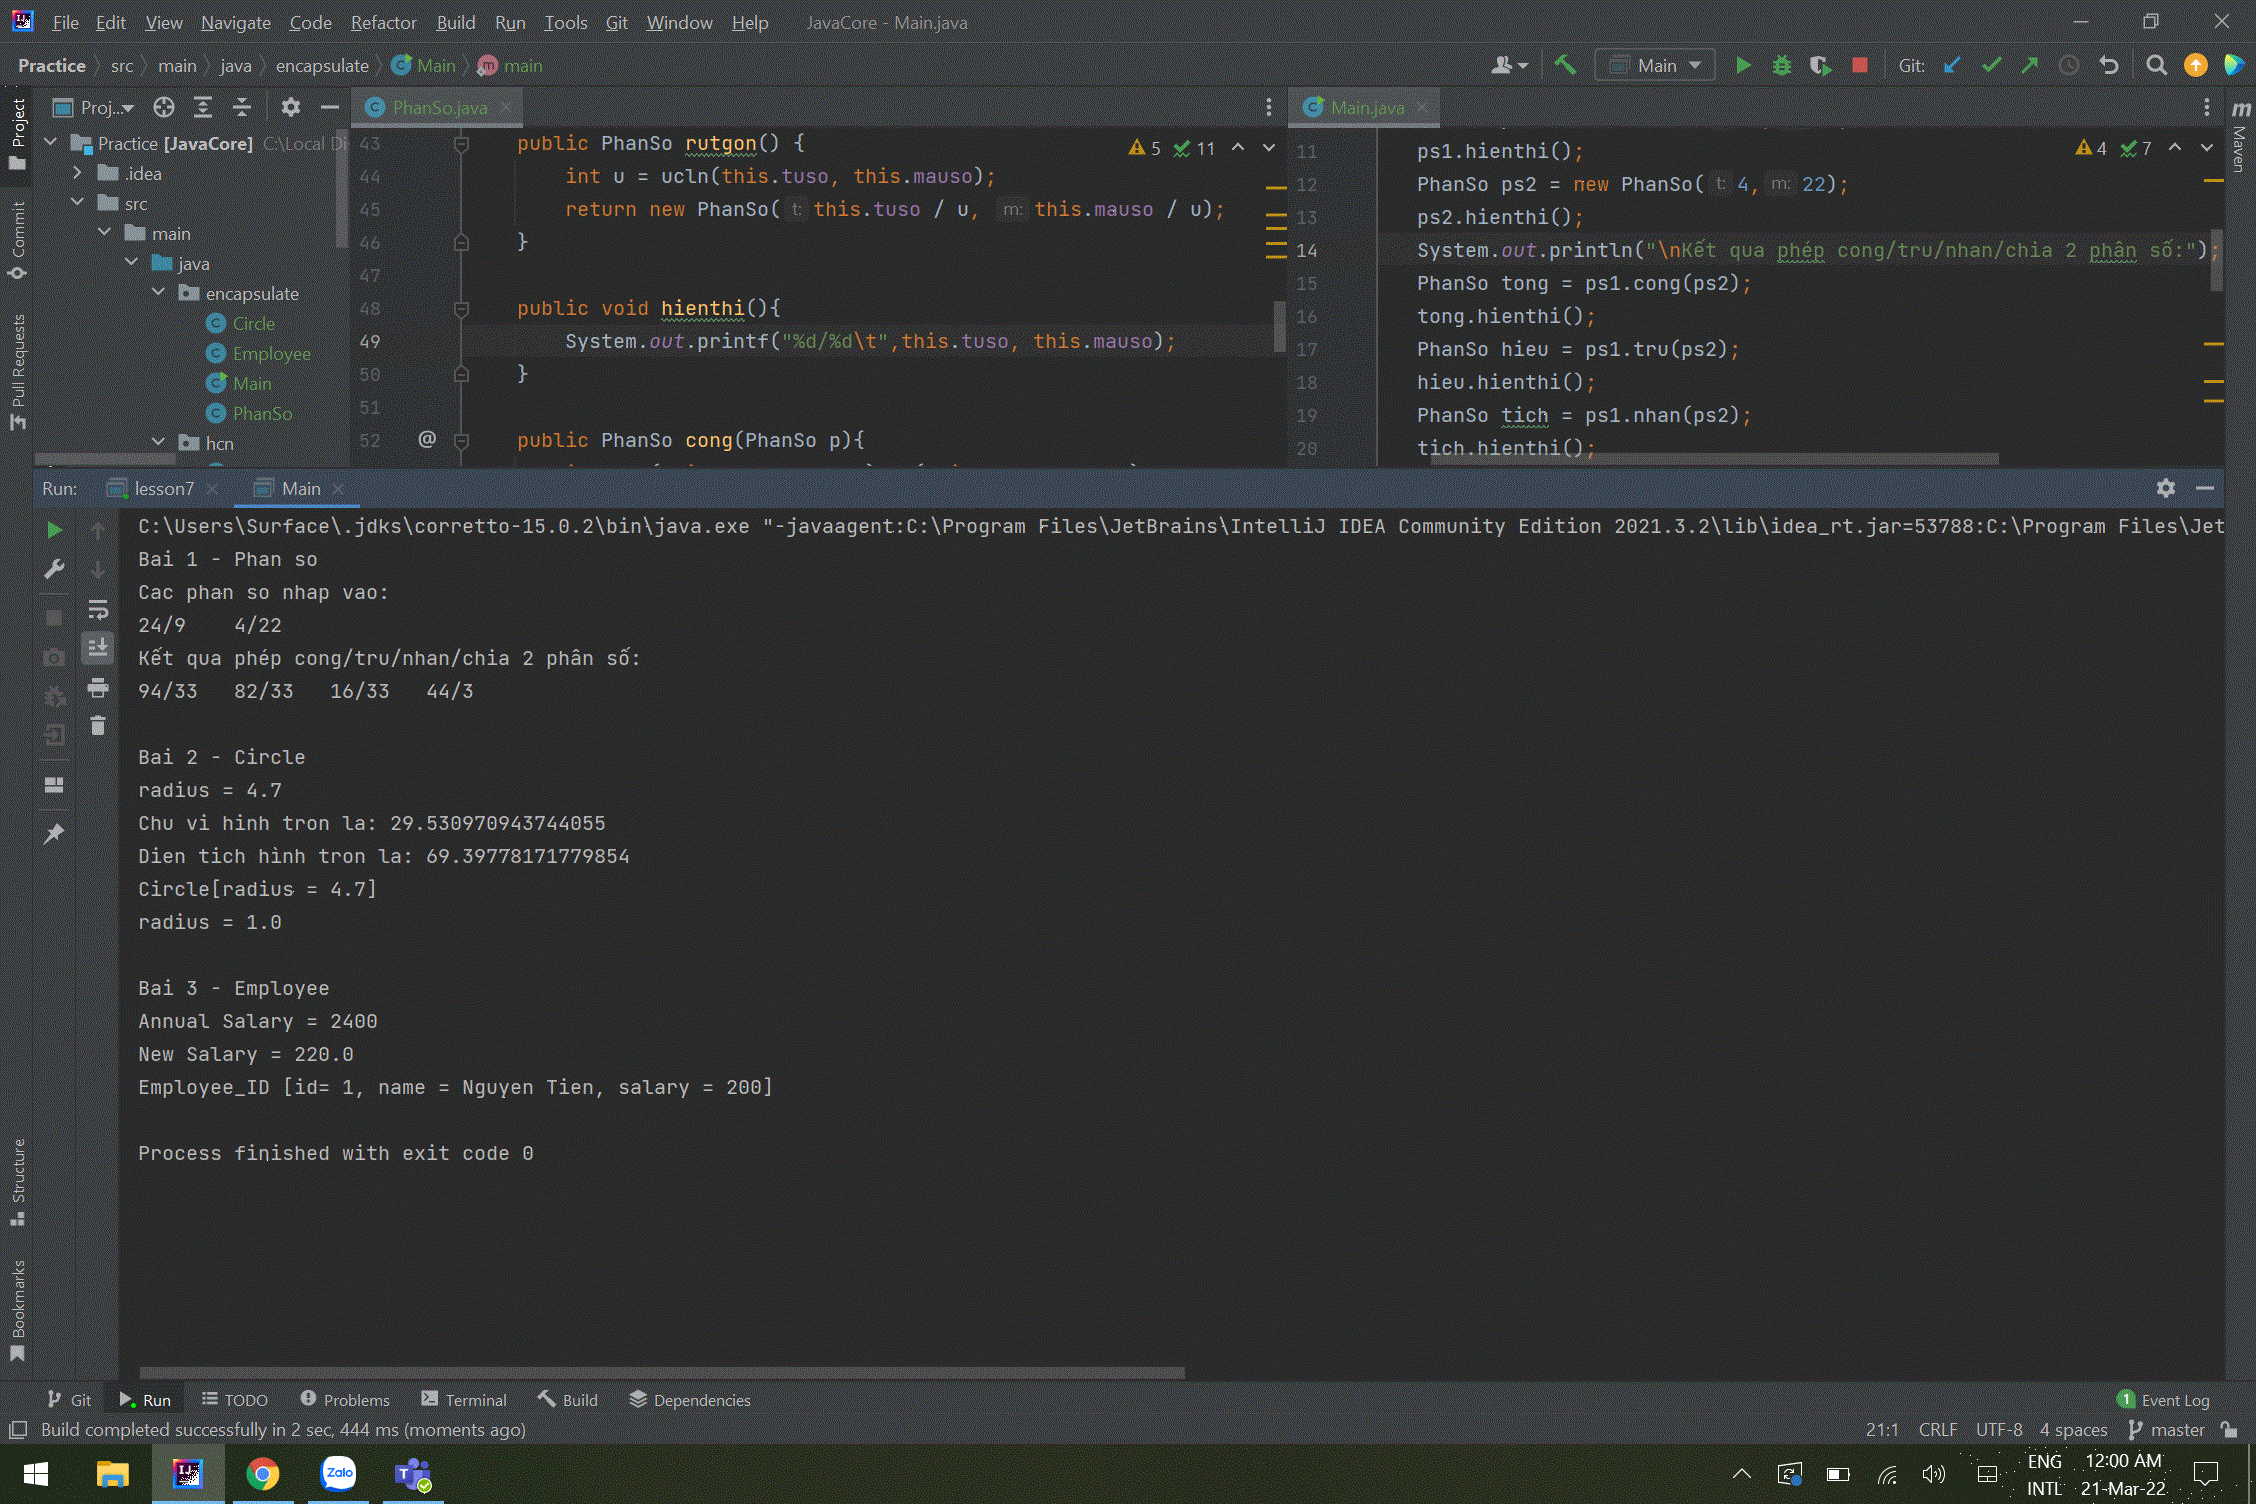 File Edit View Navigate Code Refactor Build Run Tools Git Window Help JavaCore - Main.java
Practice src main java encapsulate Main main Main Git:
Project Proj... PhanSo.java Main.java Maven
Practice [JavaCore] C:\Local Di
.idea
src
main
java
encapsulate
Circle
Employee
Main
PhanSo
hcn
Commit
Pull Requests
5 11
43 public PhanSo rutgon() {
44 int u = ucln(this.tuso, this.mauso);
45 return new PhanSo( t: this.tuso / u, m: this.mauso / u);
46 }
47
48 public void hienthi(){
49 System.out.printf("%d/%d\t",this.tuso, this.mauso);
50 }
51
52 @ public PhanSo cong(PhanSo p){
4 7
11 ps1.hienthi();
12 PhanSo ps2 = new PhanSo( t: 4, m: 22);
13 ps2.hienthi();
14 System.out.println("\nKết qua phép cong/tru/nhan/chia 2 phân số:");
15 PhanSo tong = ps1.cong(ps2);
16 tong.hienthi();
17 PhanSo hieu = ps1.tru(ps2);
18 hieu.hienthi();
19 PhanSo tich = ps1.nhan(ps2);
20 tich.hienthi();
Run: lesson7 Main
C:\Users\Surface\.jdks\corretto-15.0.2\bin\java.exe "-javaagent:C:\Program Files\JetBrains\IntelliJ IDEA Community Edition 2021.3.2\lib\idea_rt.jar=53788:C:\Program Files\Jet
Bai 1 - Phan so
Cac phan so nhap vao:
24/9 4/22
Kết qua phép cong/tru/nhan/chia 2 phân số:
94/33 82/33 16/33 44/3
Bai 2 - Circle
radius = 4.7
Chu vi hinh tron la: 29.530970943744055
Dien tich hình tron la: 69.39778171779854
Circle[radius = 4.7]
radius = 1.0
Bai 3 - Employee
Annual Salary = 2400
New Salary = 220.0
Employee_ID [id= 1, name = Nguyen Tien, salary = 200]
Process finished with exit code 0
Structure
Bookmarks
Git Run TODO Problems Terminal Build Dependencies 1 Event Log
Build completed successfully in 2 sec, 444 ms (moments ago) 21:1 CRLF UTF-8 4 spaces master
Zalo
ENG 12:00 AM
INTL 21-Mar-22